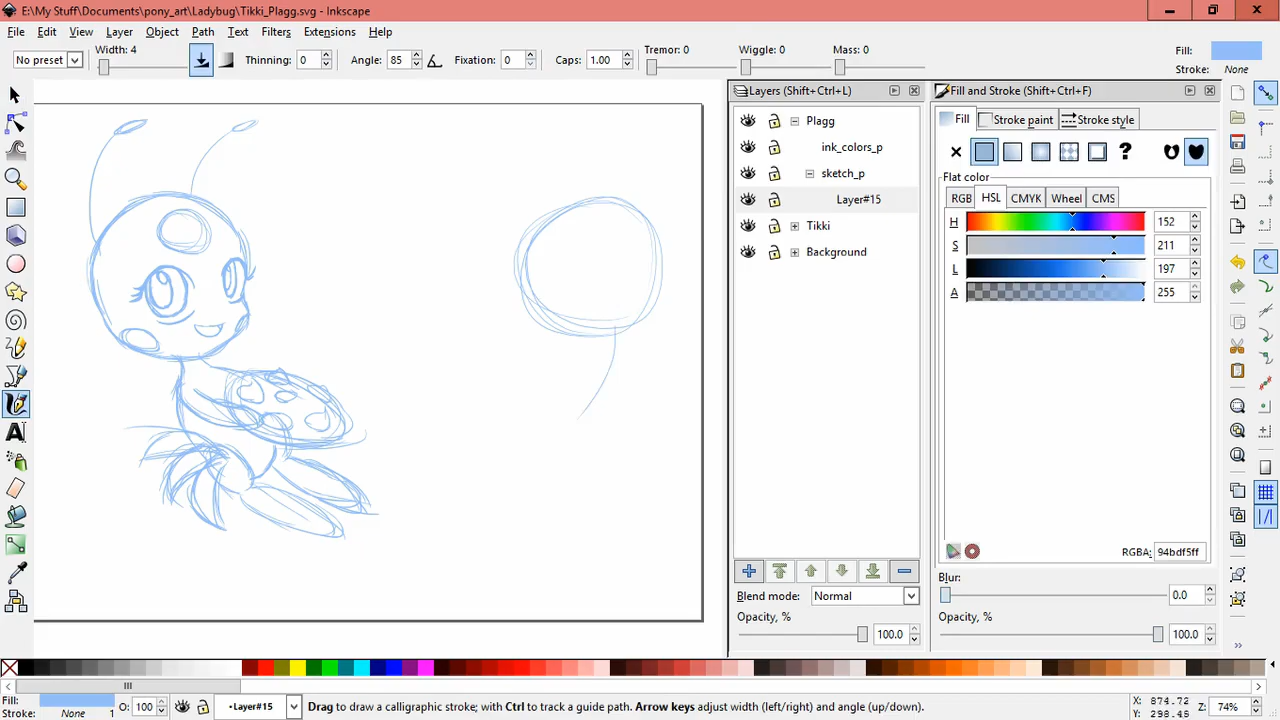 E:\My Stuff\Documents\pony_art\Ladybug\Tikki_Plagg.svg - Inkscape
File Edit View Layer Object Path Text Filters Extensions Help
No preset Width: 4 Thinning: 0 Angle: 85 Fixation: 0 Caps: 1.00 Tremor: 0 Wiggle: 0 Mass: 0 Fill:
Stroke: None
Layers (Shift+Ctrl+L) Fill and Stroke (Shift+Ctrl+F)
Plagg
ink_colors_p
sketch_p
Layer#15
Tikki
Background
Fill Stroke paint Stroke style
?
Flat color
RGB HSL CMYK Wheel CMS
H 152
S 211
L 197
A 255
RGBA: 94bdf5ff
Blend mode: Normal
Opacity, % 100.0
Blur:
0.0
Opacity, %
100.0
Fill: O: 100 •Layer#15 Drag to draw a calligraphic stroke; with Ctrl to track a guide path. Arrow keys adjust width (left/right) and angle (up/down). X: 874.72 Z: 74%
Stroke: None 1 Y: 298.45